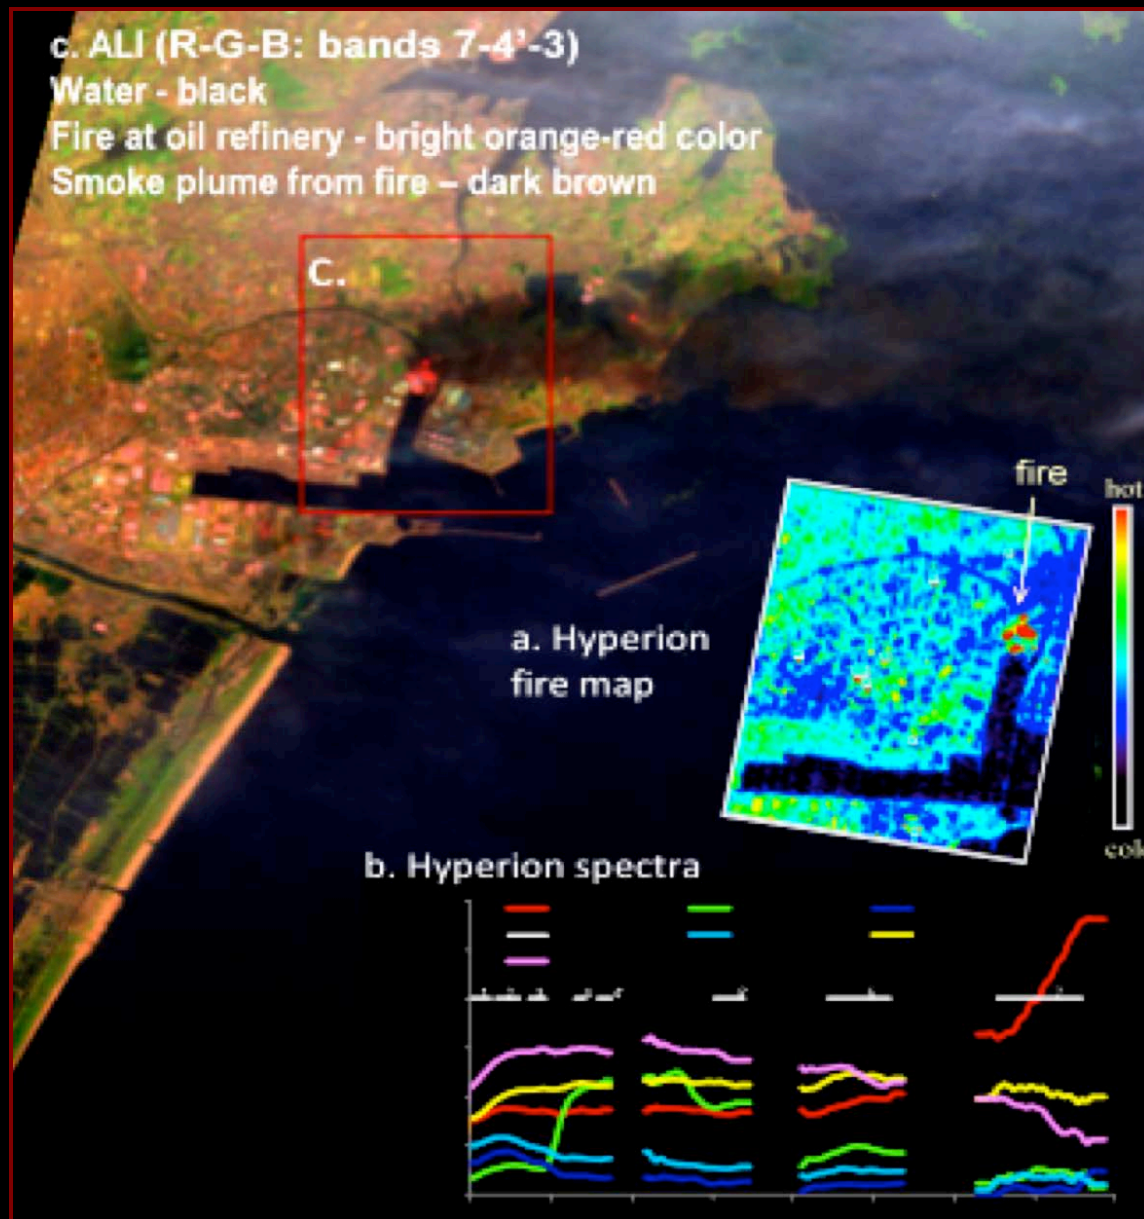 c. ALI (R-G-B: bands 7-4'-3)
Water - black
Fire at oil refinery - bright orange-red color
Smoke plume from fire – dark brown
C.
fire
hot
a. Hyperion
fire map
cold
b. Hyperion spectra